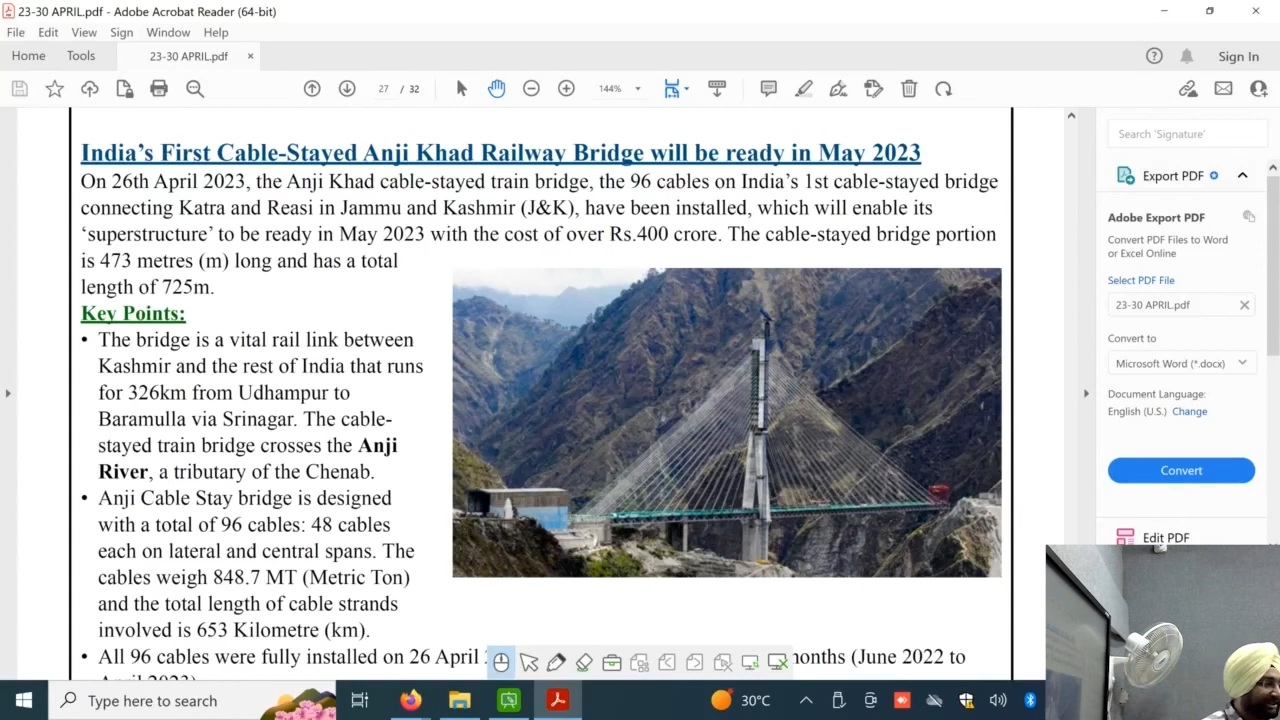 23-30 APRIL.pdf - Adobe Acrobat Reader (64-bit)
File Edit View Sign Window Help
Home Tools 23-30 APRIL.pdf × Sign In
27 / 32 144%
India’s First Cable-Stayed Anji Khad Railway Bridge will be ready in May 2023
On 26th April 2023, the Anji Khad cable-stayed train bridge, the 96 cables on India’s 1st cable-stayed bridge
connecting Katra and Reasi in Jammu and Kashmir (J&K), have been installed, which will enable its
‘superstructure’ to be ready in May 2023 with the cost of over Rs.400 crore. The cable-stayed bridge portion
is 473 metres (m) long and has a total
length of 725m.
Key Points:
• The bridge is a vital rail link between
Kashmir and the rest of India that runs
for 326km from Udhampur to
Baramulla via Srinagar. The cable-
stayed train bridge crosses the Anji
River, a tributary of the Chenab.
• Anji Cable Stay bridge is designed
with a total of 96 cables: 48 cables
each on lateral and central spans. The
cables weigh 848.7 MT (Metric Ton)
and the total length of cable strands
involved is 653 Kilometre (km).
• All 96 cables were fully installed on 26 April months (June 2022 to
Search 'Signature'
Export PDF
Adobe Export PDF
Convert PDF Files to Word
or Excel Online
Select PDF File
23-30 APRIL.pdf
Convert to
Microsoft Word (*.docx)
Document Language:
English (U.S.) Change
Convert
Edit PDF
Type here to search
30°C